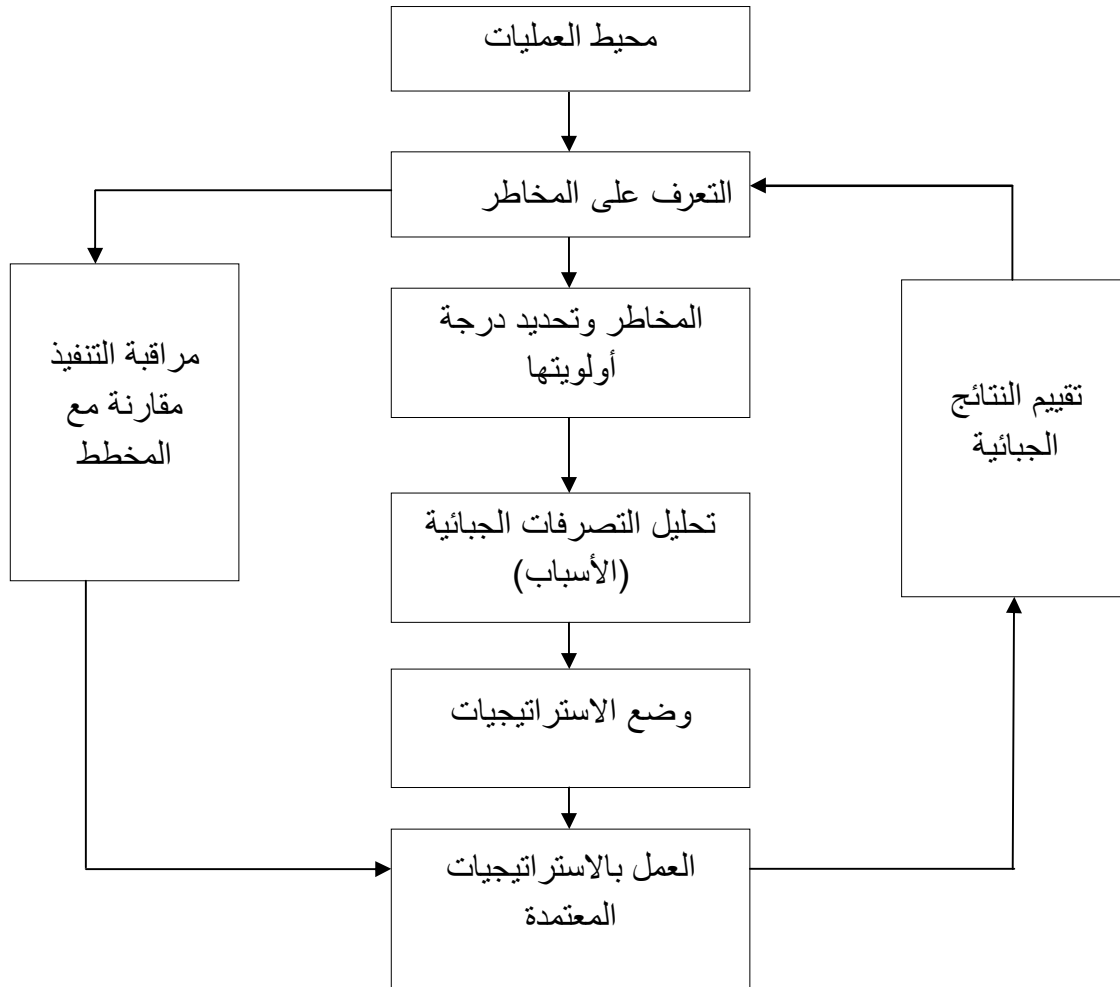 محيط العمليات
التعرف على المخاطر
المخاطر وتحديد درجة
أولويتها
مراقبة التنفيذ
مقارنة مع
المخطط
تقييم النتائج
الجبائية
تحليل التصرفات الجبائية
(الأسباب)
وضع الاستراتيجيات
العمل بالاستراتيجيات
المعتمدة